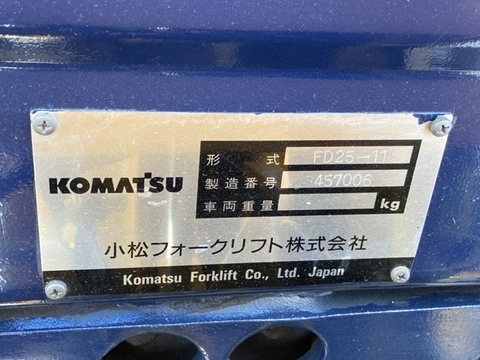 KOMATSU
形式 FD25-11
製造番号 457006
車両重量 kg
小松フォークリフト株式会社
Komatsu Forklift Co., Ltd. Japan